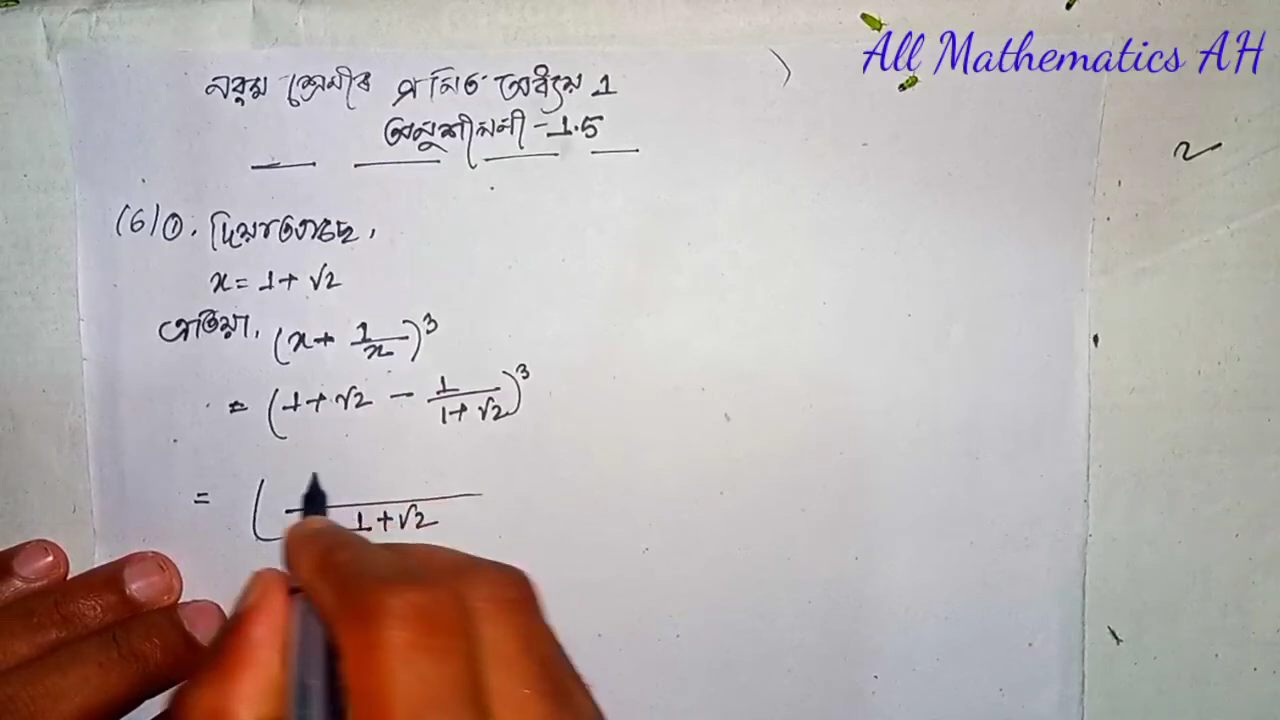 All Mathematics AH
নৱম শ্ৰেণীৰ গণিত অধ্যায় 1
অনুশীলনী - 1.5
(6) ①. দিয়া আছে,
x = 1 + √2
এতিয়া, (x + 1/x)³
= (1 + √2 - 1/(1 + √2))³
= ( /1 + √2